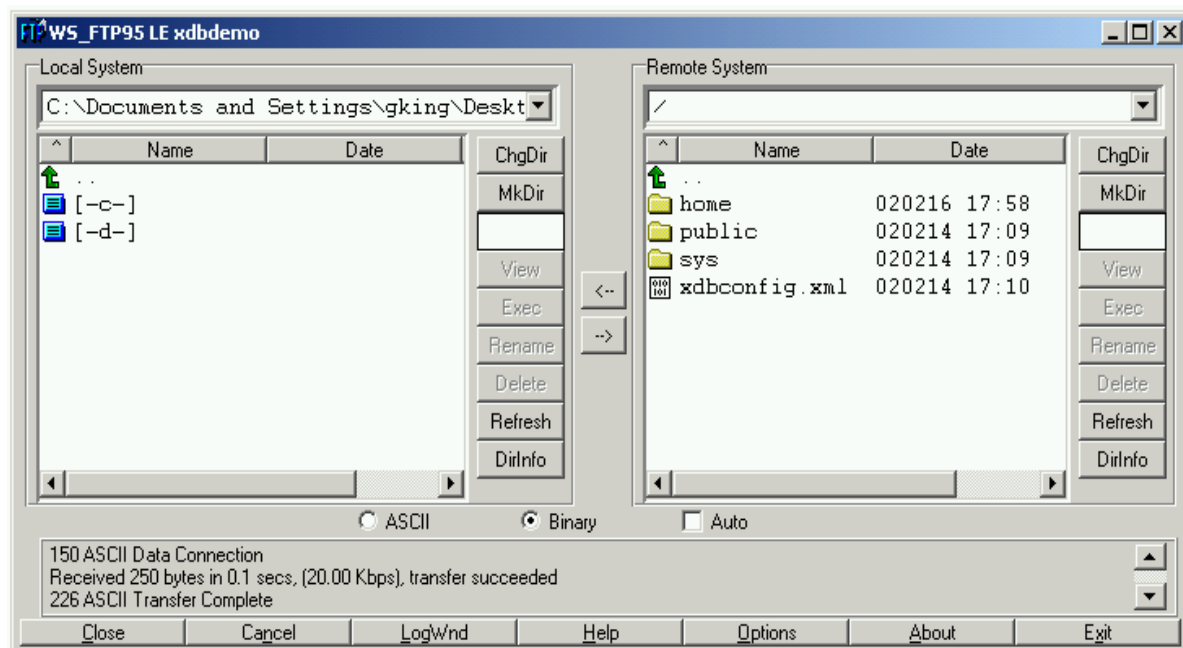 WS_FTP95 LE xdbdemo
Local System
C:\Documents and Settings\gking\Deskt
^ Name Date
..
[-c-]
[-d-]
ChgDir
MkDir
View
Exec
Rename
Delete
Refresh
DirInfo
<--
-->
Remote System
/
^ Name Date
..
home 020216 17:58
public 020214 17:09
sys 020214 17:09
xdbconfig.xml 020214 17:10
ChgDir
MkDir
View
Exec
Rename
Delete
Refresh
DirInfo
ASCII Binary Auto
150 ASCII Data Connection
Received 250 bytes in 0.1 secs, (20.00 Kbps), transfer succeeded
226 ASCII Transfer Complete
Close Cancel LogWnd Help Options About Exit